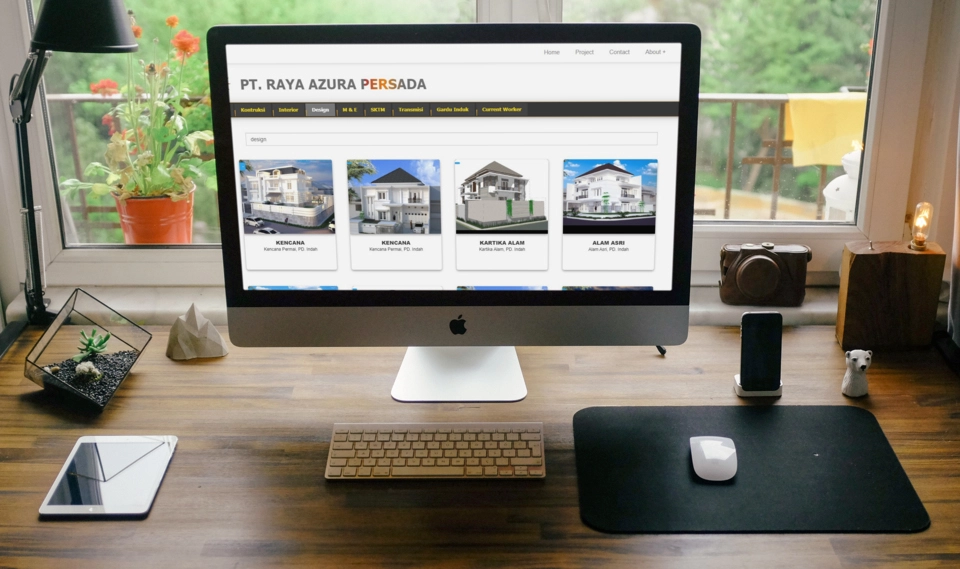 Home Project Contact About
PT. RAYA AZURA PERSADA
Kontruksi Interior Design M & E SKTM Transmisi Gardu Induk Current Worker
design
KENCANA KENCANA KARTIKA ALAM ALAM ASRI
Kencana Permai, PD. Indah Kencana Permai, PD. Indah Kartika Alam, PD. Indah Alam Asri, PD. Indah